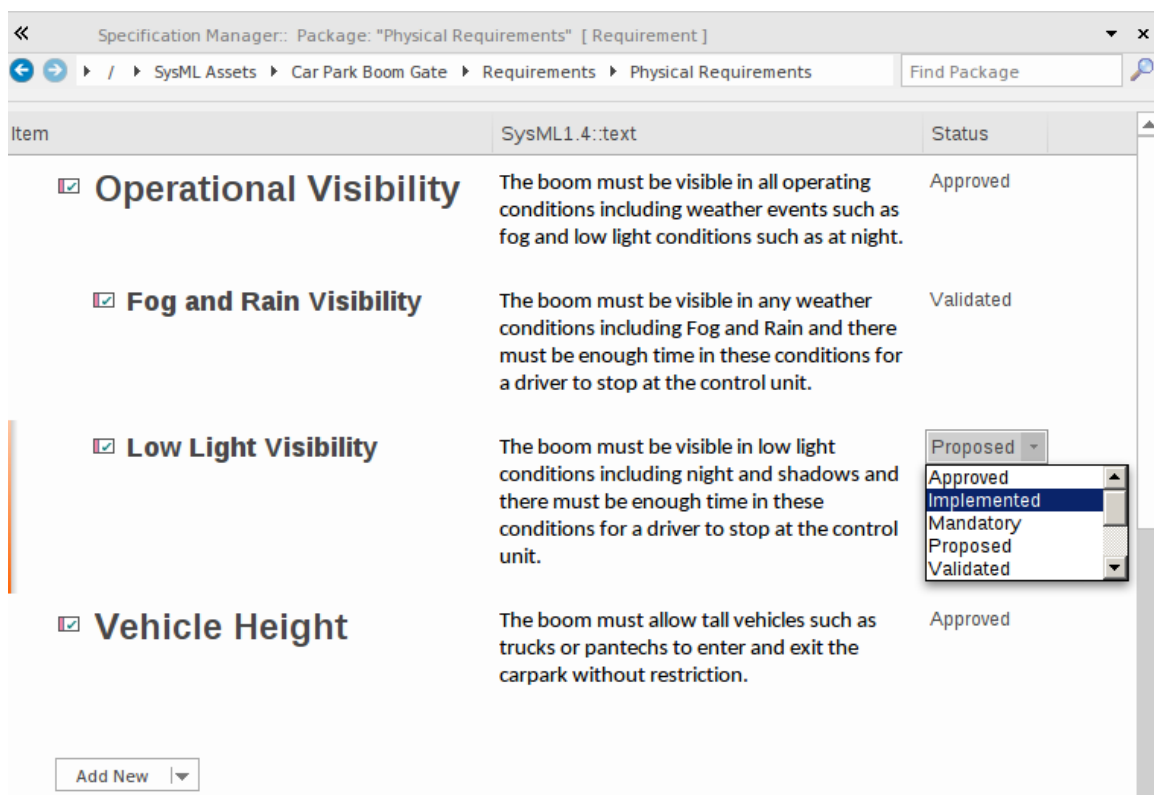 Specification Manager:: Package: "Physical Requirements" [ Requirement ]
/ SysML Assets Car Park Boom Gate Requirements Physical Requirements Find Package
Item SysML1.4::text Status
Operational Visibility
The boom must be visible in all operating
conditions including weather events such as
fog and low light conditions such as at night.
Approved
Fog and Rain Visibility
The boom must be visible in any weather
conditions including Fog and Rain and there
must be enough time in these conditions for
a driver to stop at the control unit.
Validated
Low Light Visibility
The boom must be visible in low light
conditions including night and shadows and
there must be enough time in these
conditions for a driver to stop at the control
unit.
Proposed
Approved
Implemented
Mandatory
Proposed
Validated
Vehicle Height
The boom must allow tall vehicles such as
trucks or pantechs to enter and exit the
carpark without restriction.
Approved
Add New